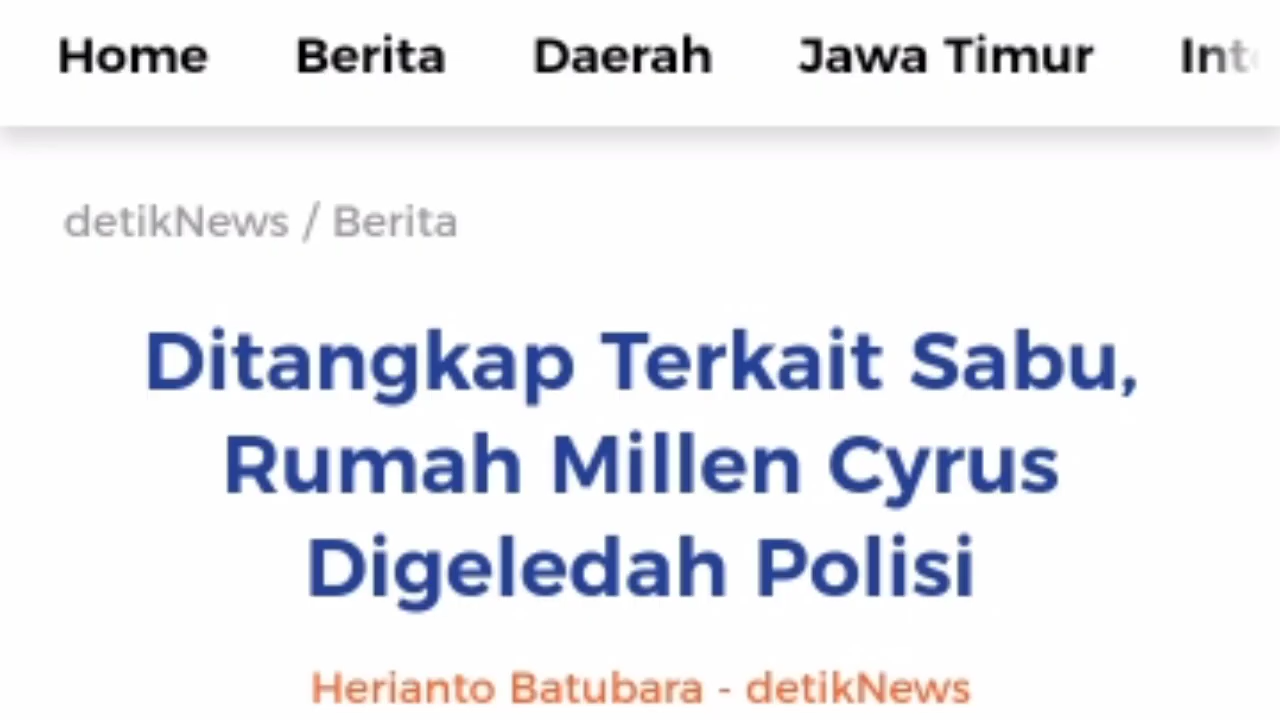 Home Berita Daerah Jawa Timur
detikNews / Berita
Ditangkap Terkait Sabu,
Rumah Millen Cyrus
Digeledah Polisi
Herianto Batubara - detikNews